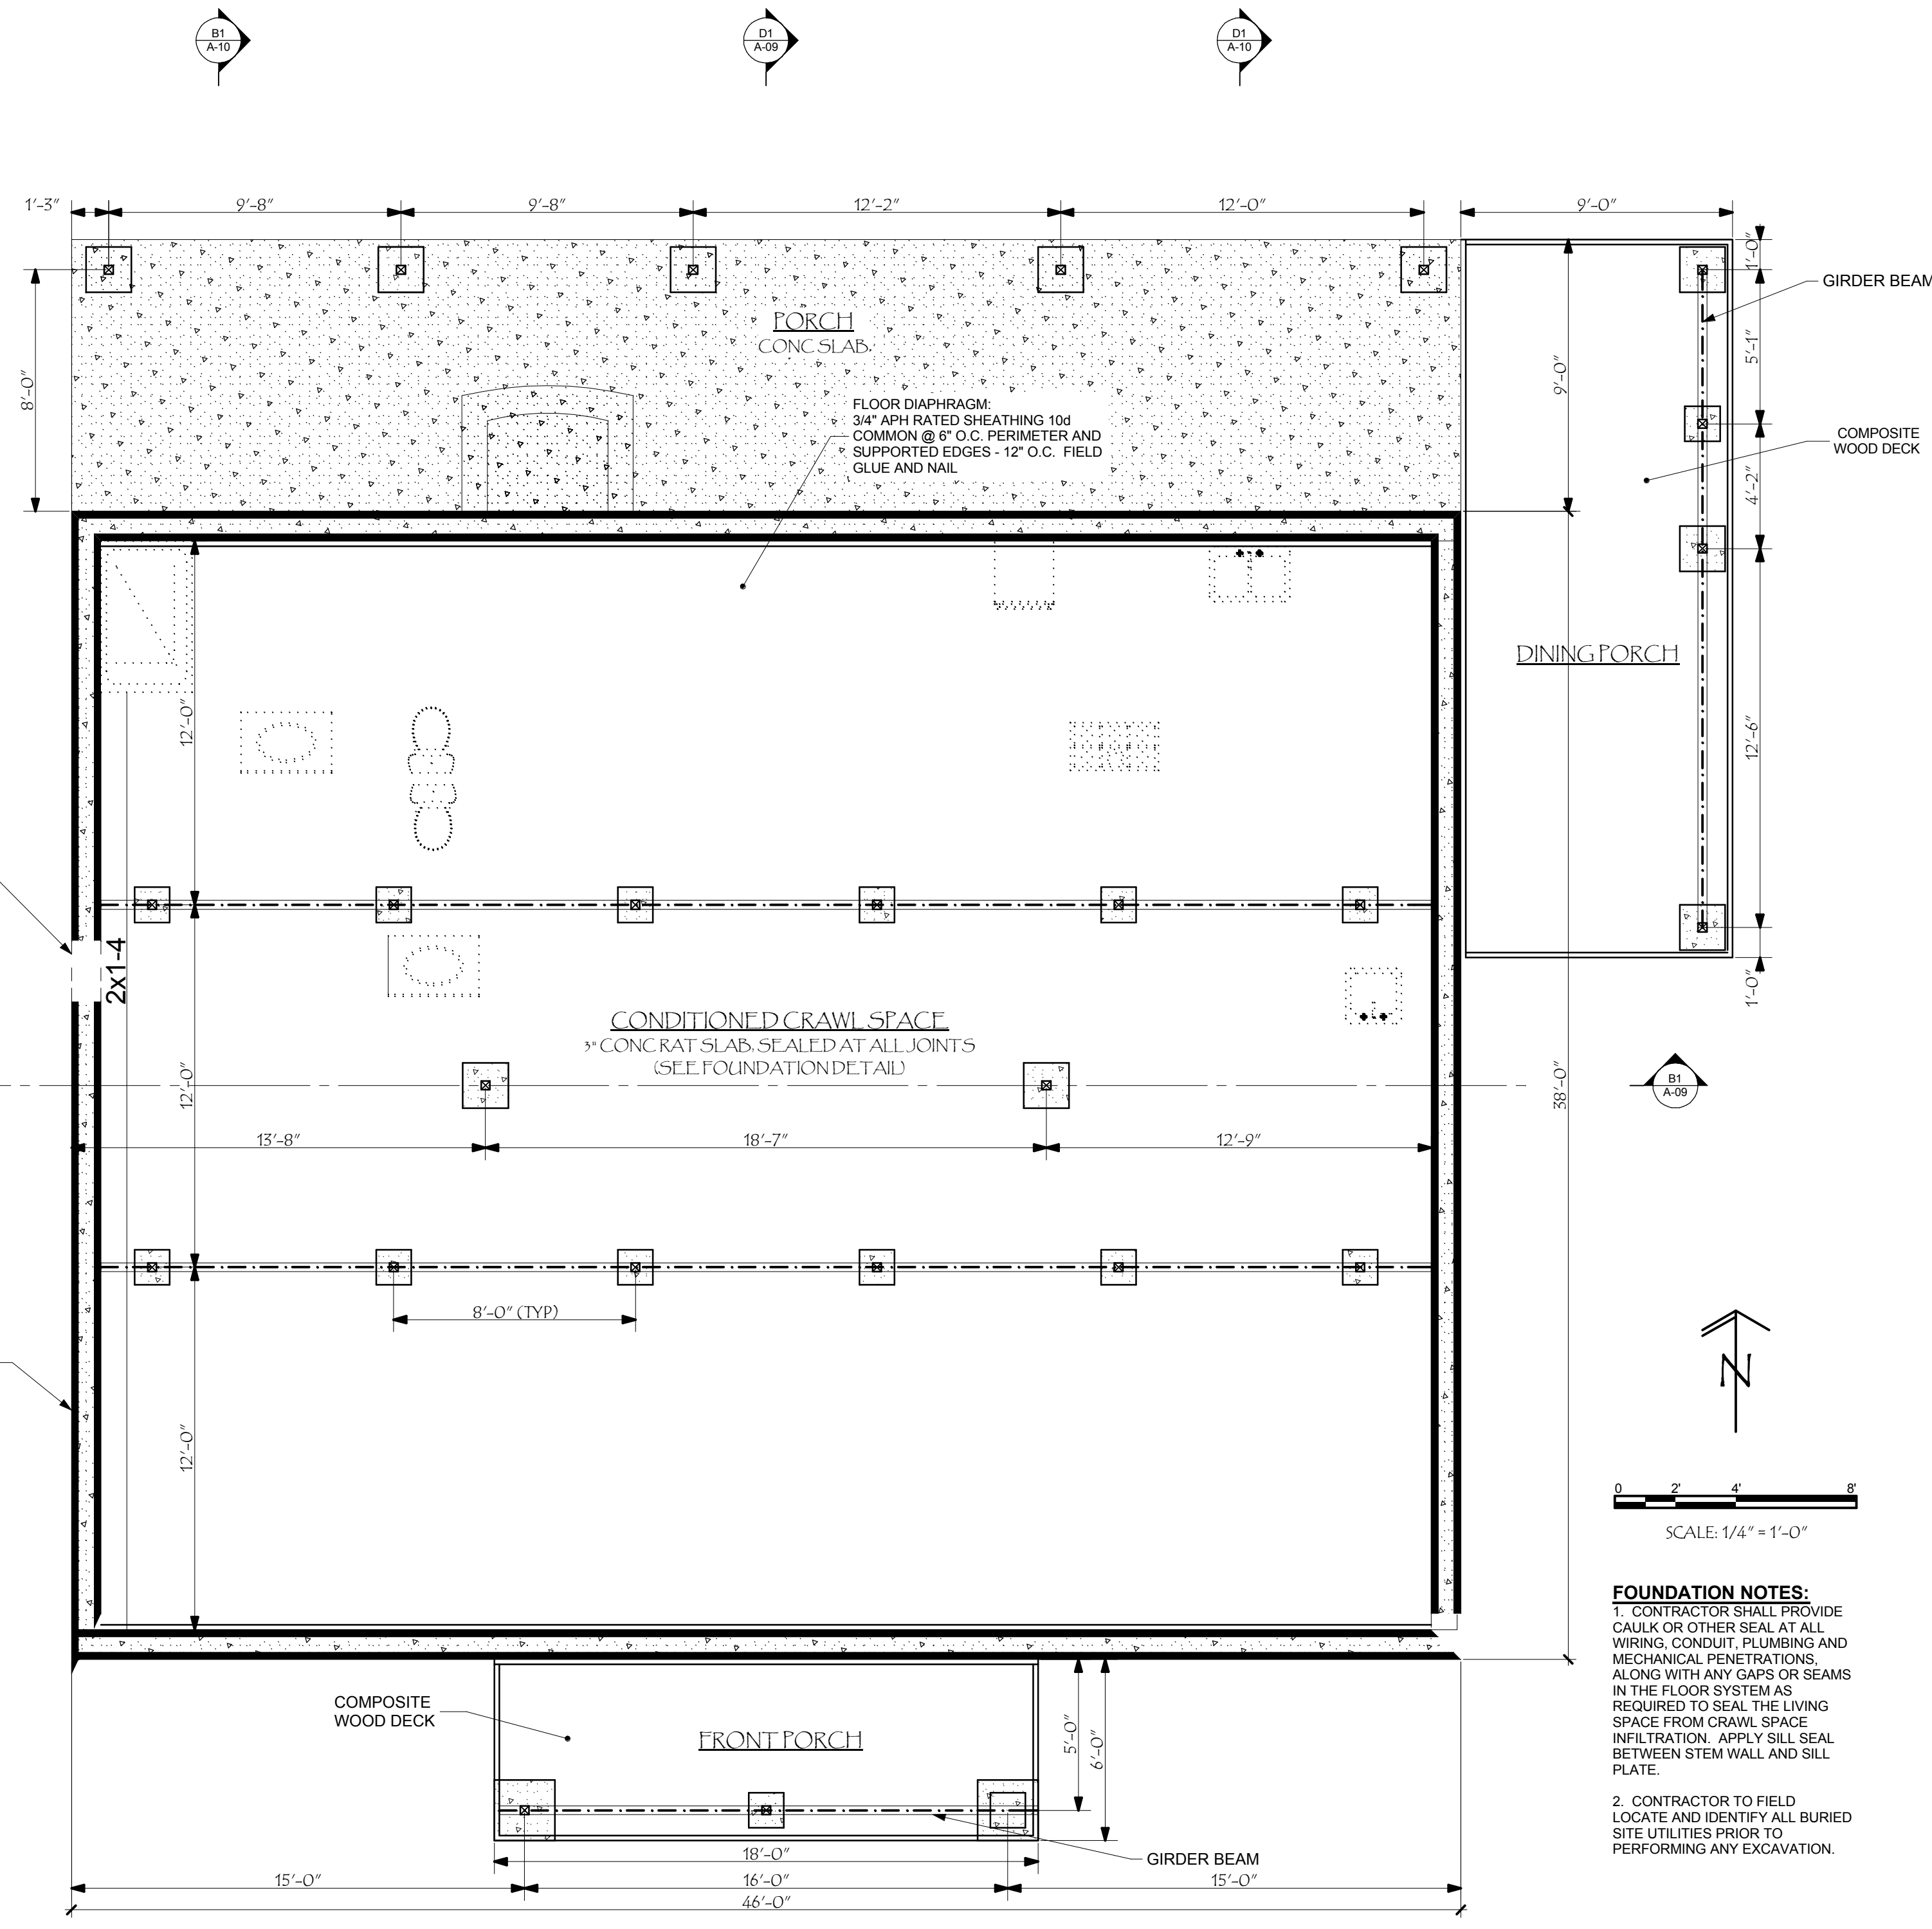 B1
A-10
D1
A-09
D1
A-10
1'-3"
9'-8"
9'-8"
12'-2"
12'-0"
9'-0"
1'-0"
GIRDER BEAM
PORCH
CONC SLAB
5'-1"
8'-0"
9'-0"
FLOOR DIAPHRAGM:
3/4" APH RATED SHEATHING 10d
COMMON @ 6" O.C. PERIMETER AND
SUPPORTED EDGES - 12" O.C. FIELD
GLUE AND NAIL
COMPOSITE
WOOD DECK
4'-2"
DINING PORCH
12'-0"
12'-6"
2x1-4
1'-0"
CONDITIONED CRAWL SPACE
3" CONC RAT SLAB, SEALED AT ALL JOINTS
(SEE FOUNDATION DETAIL)
12'-0"
38'-0"
B1
A-09
13'-8"
18'-7"
12'-9"
8'-0" (TYP)
N
12'-0"
0 2' 4' 8'
SCALE: 1/4" = 1'-0"
FOUNDATION NOTES:
1. CONTRACTOR SHALL PROVIDE
CAULK OR OTHER SEAL AT ALL
WIRING, CONDUIT, PLUMBING AND
MECHANICAL PENETRATIONS,
ALONG WITH ANY GAPS OR SEAMS
IN THE FLOOR SYSTEM AS
REQUIRED TO SEAL THE LIVING
SPACE FROM CRAWL SPACE
INFILTRATION. APPLY SILL SEAL
BETWEEN STEM WALL AND SILL
PLATE.
2. CONTRACTOR TO FIELD
LOCATE AND IDENTIFY ALL BURIED
SITE UTILITIES PRIOR TO
PERFORMING ANY EXCAVATION.
COMPOSITE
WOOD DECK
FRONT PORCH
5'-0"
6'-0"
18'-0"
GIRDER BEAM
15'-0"
16'-0"
15'-0"
46'-0"